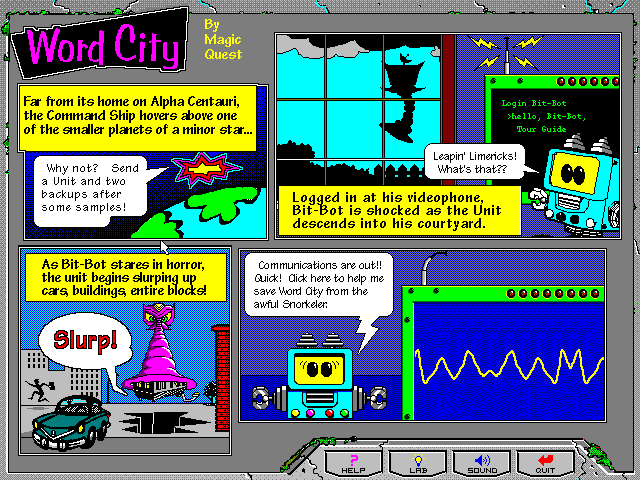 Word City
By
Magic
Quest
Far from its home on Alpha Centauri,
the Command Ship hovers above one
of the smaller planets of a minor star...
Why not? Send
a Unit and two
backups after
some samples!
Login Bit-Bot
>hello, Bit-Bot,
Tour Guide
Leapin' Limericks!
What's that??
Logged in at his videophone,
Bit-Bot is shocked as the Unit
descends into his courtyard.
As Bit-Bot stares in horror,
the unit begins slurping up
cars, buildings, entire blocks!
Slurp!
Communications are out!!
Quick! Click here to help me
save Word City from the
awful Snorkeler.
?
HELP
LAB
SOUND
QUIT